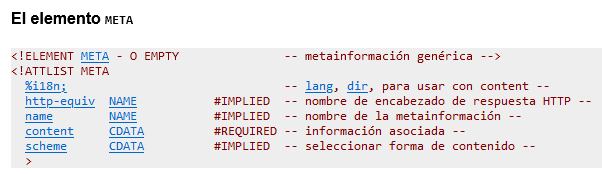 El elemento META
<!ELEMENT META - O EMPTY -- metainformación genérica -->
<!ATTLIST META
%i18n; -- lang, dir, para usar con content --
http-equiv NAME #IMPLIED -- nombre de encabezado de respuesta HTTP --
name NAME #IMPLIED -- nombre de la metainformación --
content CDATA #REQUIRED -- información asociada --
scheme CDATA #IMPLIED -- seleccionar forma de contenido --
>